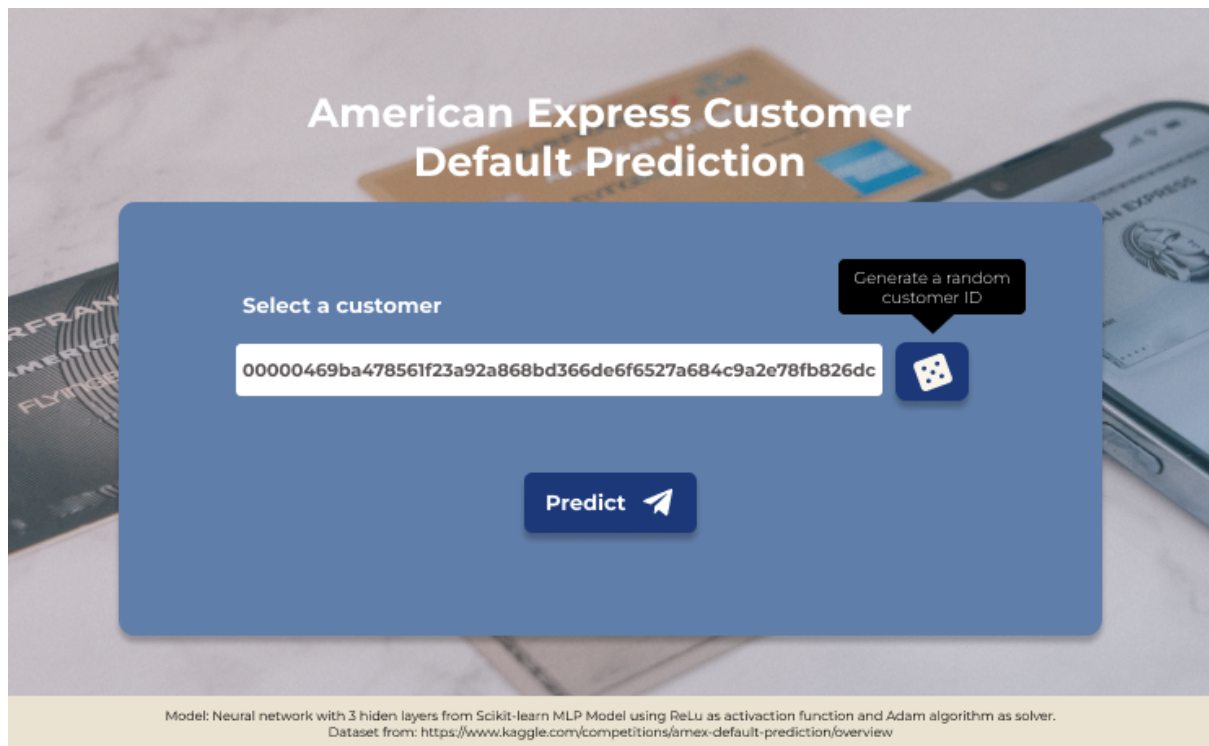 American Express Customer
Default Prediction
Generate a random
customer ID
Select a customer
00000469ba478561f23a92a868bd366de6f6527a684c9a2e78fb826dc
Predict
AN EXPRESS
Model: Neural network with 3 hiden layers from Scikit-learn MLP Model using ReLu as activaction function and Adam algorithm as solver.
Dataset from: https://www.kaggle.com/competitions/amex-default-prediction/overview